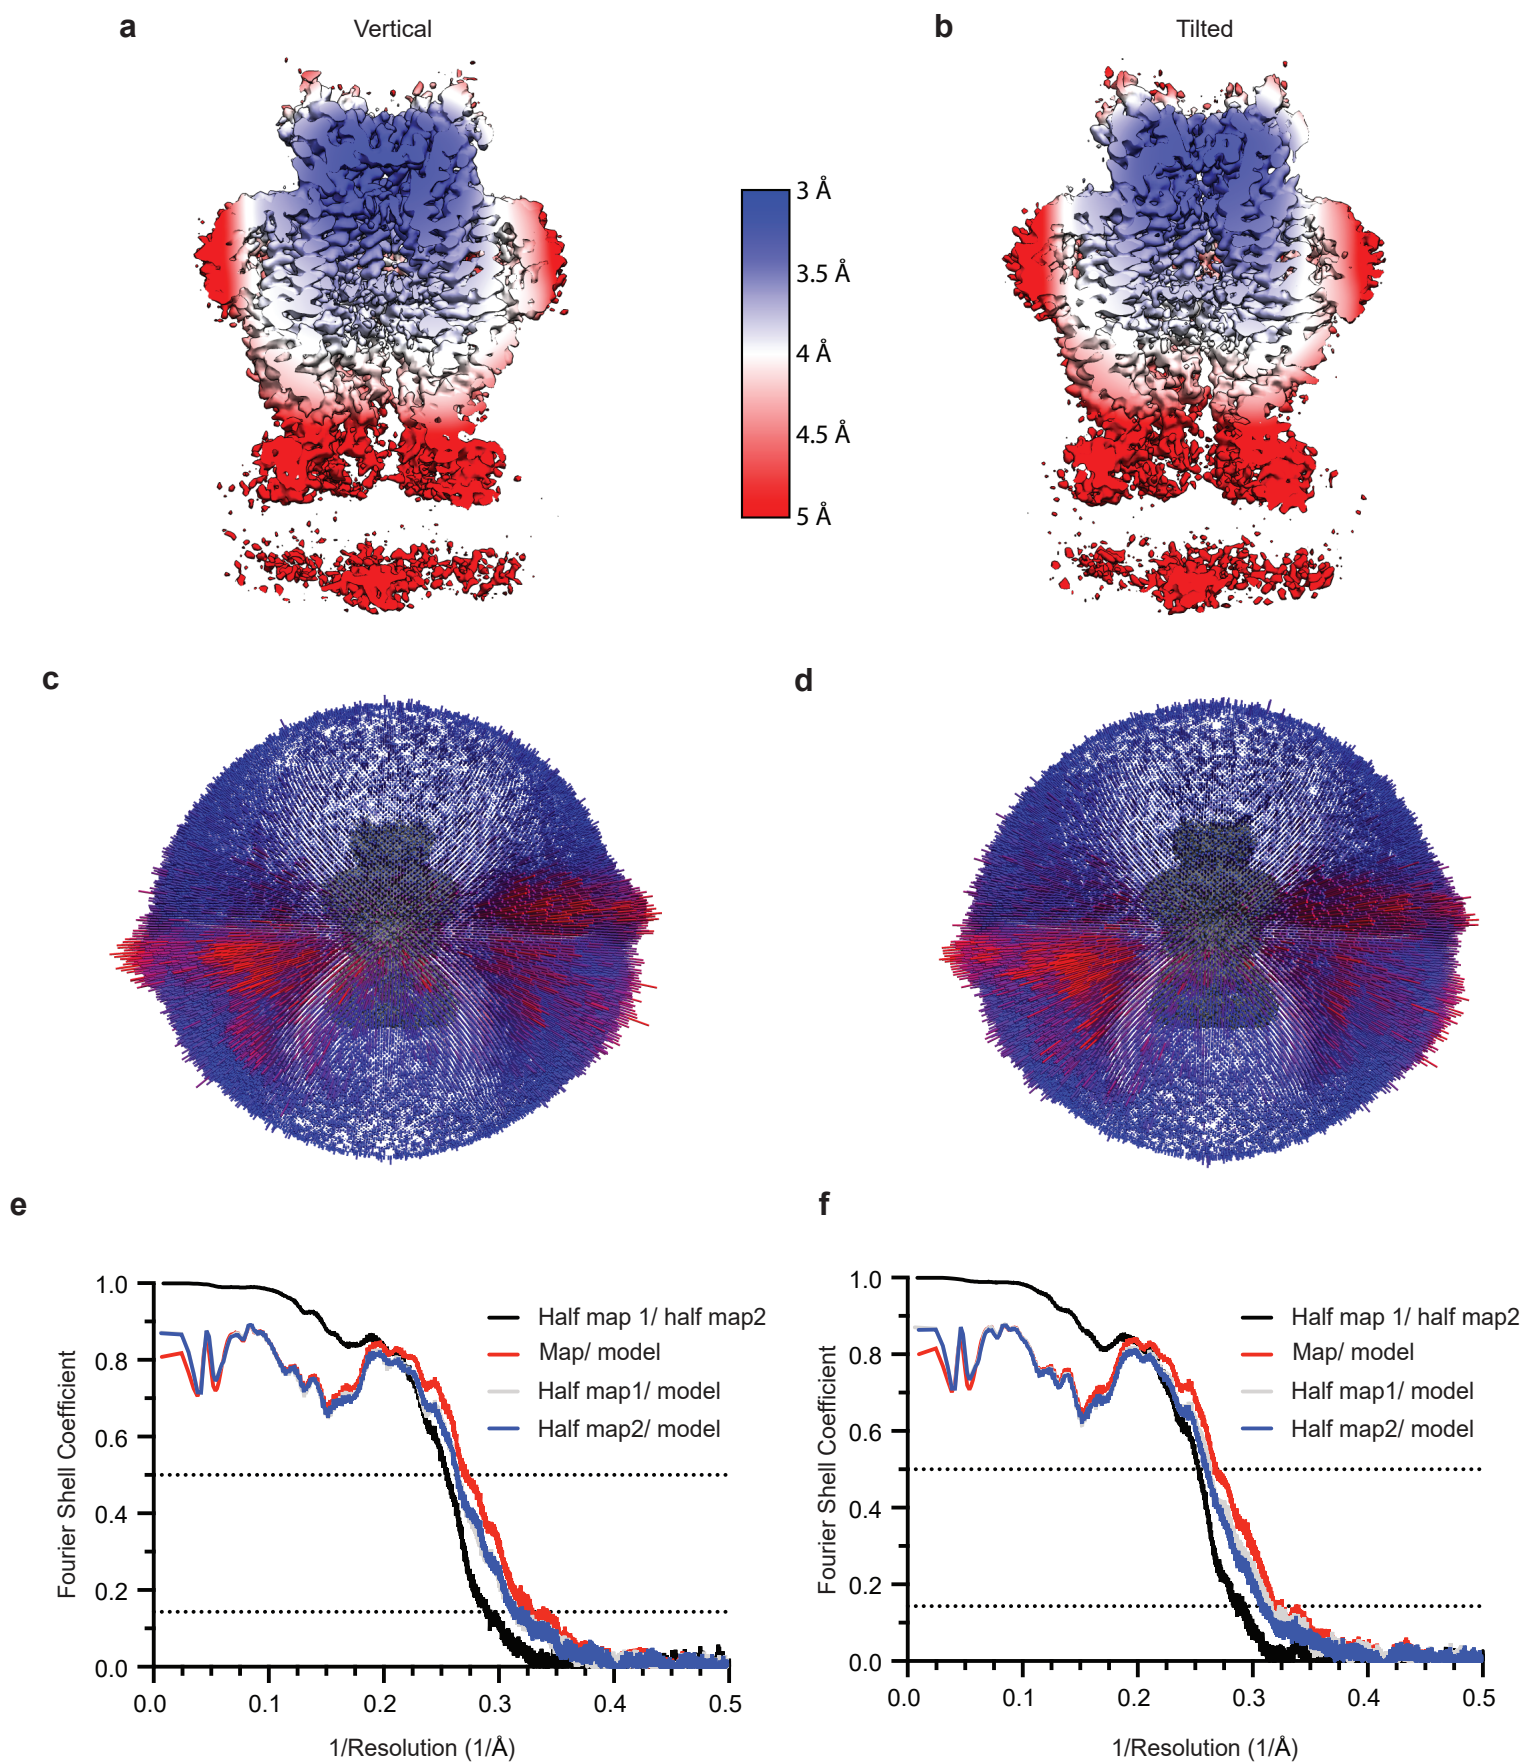 a
Vertical
b
Tilted
3 Å
3.5 Å
4 Å
4.5 Å
5 Å
c
d
e
f
1.0
0.8
0.6
0.4
0.2
0.0
Fourier Shell Coefficient
Half map 1/ half map2
Map/ model
Half map1/ model
Half map2/ model
0.0
0.1
0.2
0.3
0.4
0.5
1/Resolution (1/Å)
1.0
0.8
0.6
0.4
0.2
0.0
Fourier Shell Coefficient
Half map 1/ half map2
Map/ model
Half map1/ model
Half map2/ model
0.0
0.1
0.2
0.3
0.4
0.5
1/Resolution (1/Å)